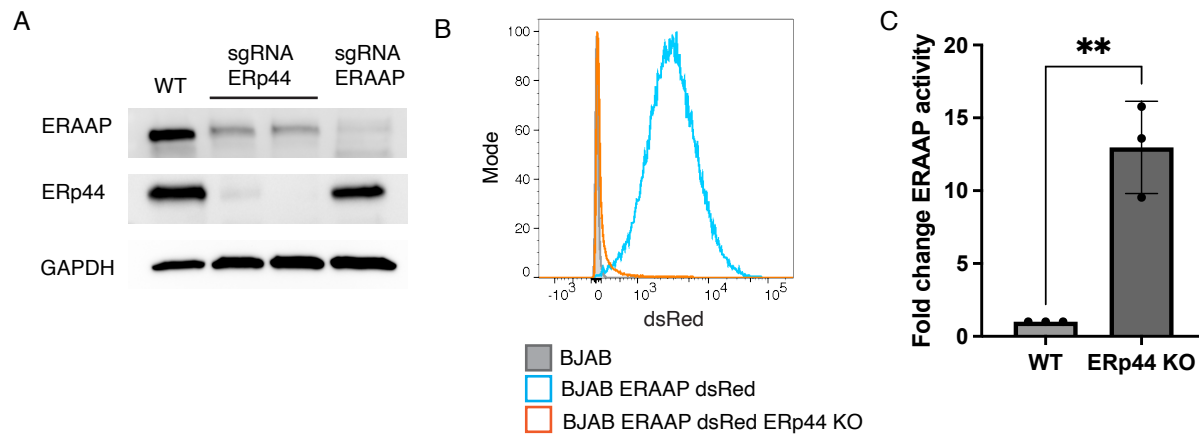 A
WT
sgRNA
ERp44
sgRNA
ERAAP
ERAAP
ERp44
GAPDH
B
Mode
100
80
60
40
20
0
-10³ 0 10³ 10⁴ 10⁵
dsRed
BJAB
BJAB ERAAP dsRed
BJAB ERAAP dsRed ERp44 KO
C
Fold change ERAAP activity
20
15
10
5
0
**
WT ERp44 KO